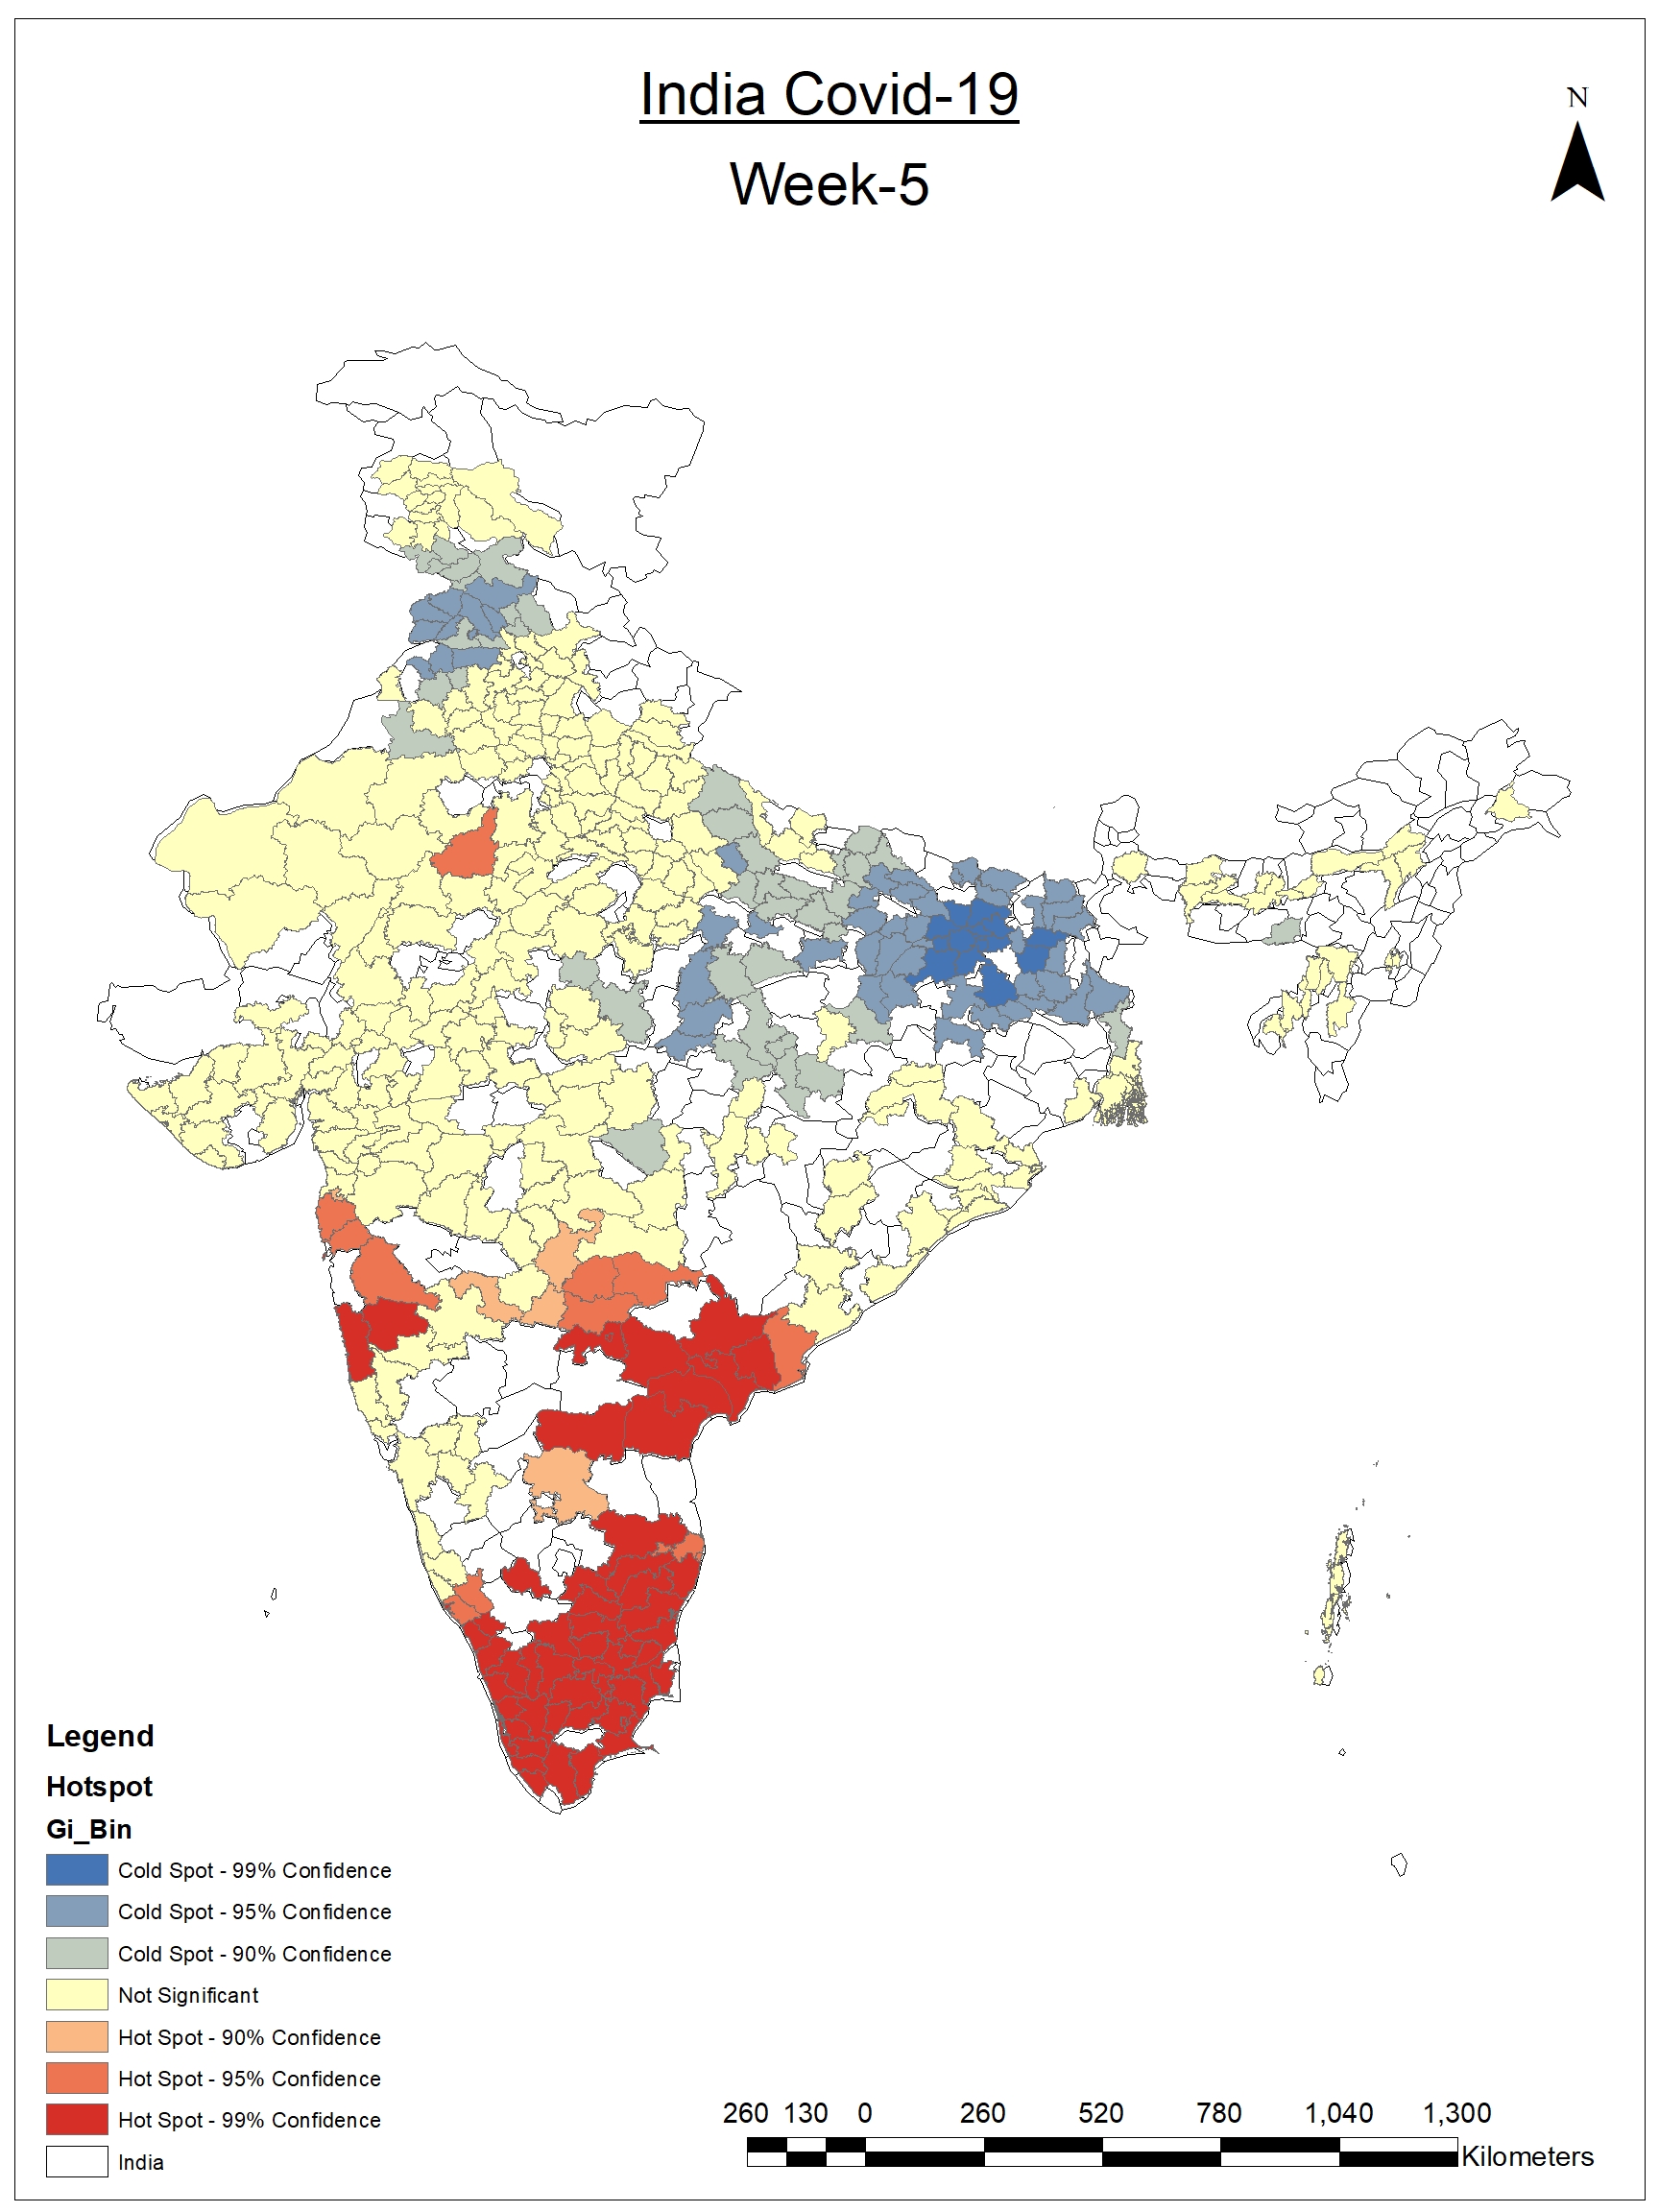 India Covid-19
N
Week-5
Legend
Hotspot
Gi_Bin
Cold Spot - 99% Confidence
Cold Spot - 95% Confidence
Cold Spot - 90% Confidence
Not Significant
Hot Spot - 90% Confidence
Hot Spot - 95% Confidence
Hot Spot - 99% Confidence
India
260 130 0 260 520 780 1,040 1,300
Kilometers